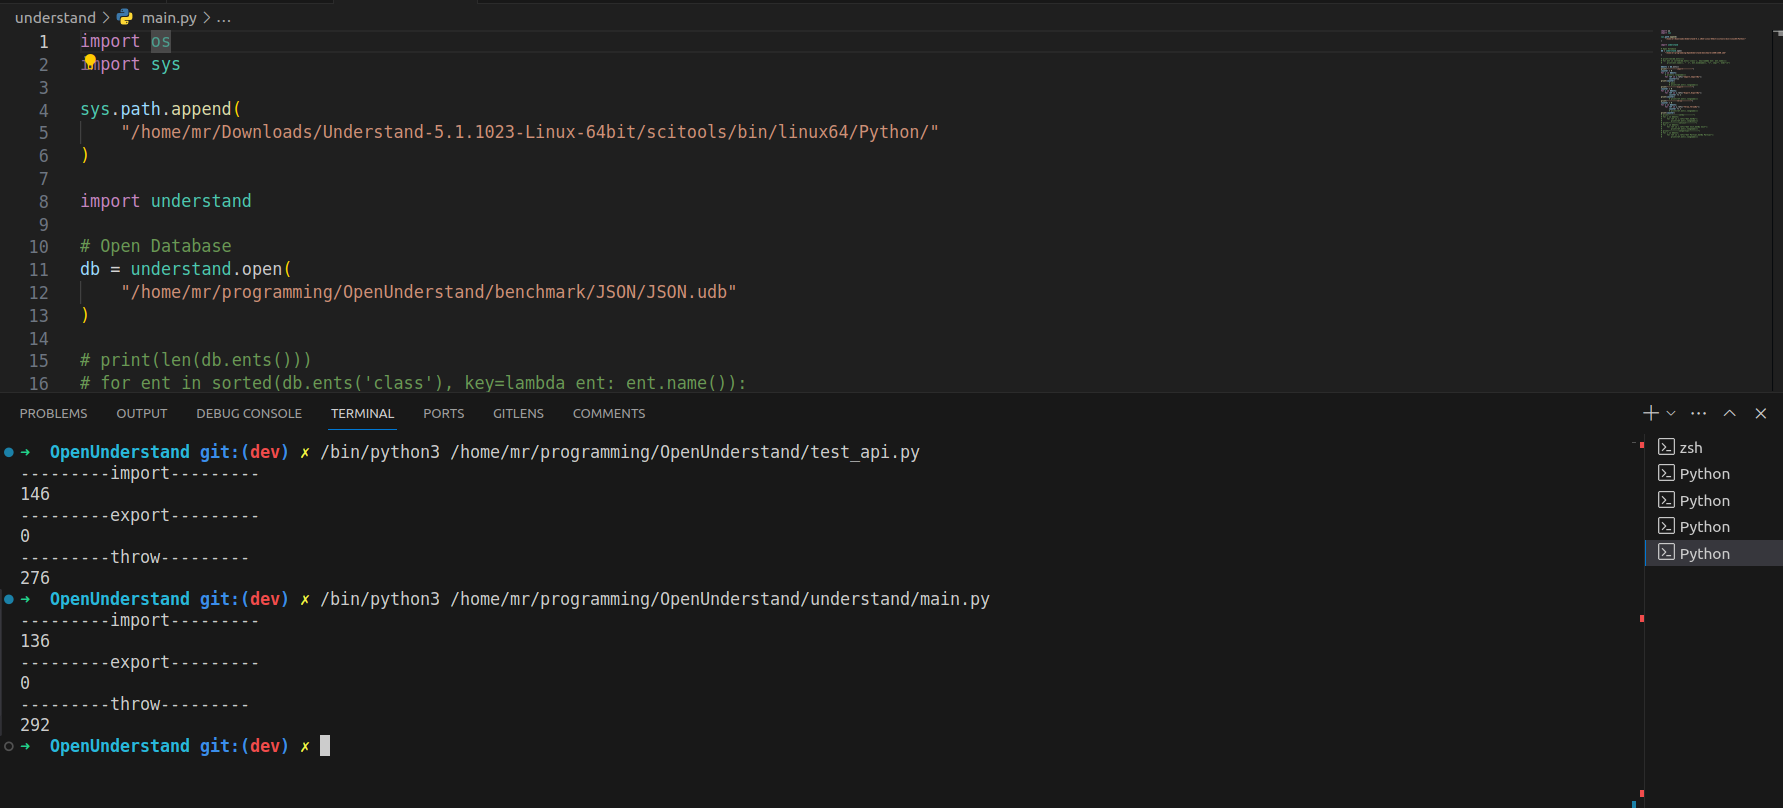 understand > main.py > ...
1 import os
2 import sys
3
4 sys.path.append(
5 "/home/mr/Downloads/Understand-5.1.1023-Linux-64bit/scitools/bin/linux64/Python/"
6 )
7
8 import understand
9
10 # Open Database
11 db = understand.open(
12 "/home/mr/programming/OpenUnderstand/benchmark/JSON/JSON.udb"
13 )
14
15 # print(len(db.ents()))
16 # for ent in sorted(db.ents('class'), key=lambda ent: ent.name()):
PROBLEMS OUTPUT DEBUG CONSOLE TERMINAL PORTS GITLENS COMMENTS
➜ OpenUnderstand git:(dev) ✗ /bin/python3 /home/mr/programming/OpenUnderstand/test_api.py
---------import---------
146
---------export---------
0
---------throw---------
276
➜ OpenUnderstand git:(dev) ✗ /bin/python3 /home/mr/programming/OpenUnderstand/understand/main.py
---------import---------
136
---------export---------
0
---------throw---------
292
➜ OpenUnderstand git:(dev) ✗
zsh
Python
Python
Python
Python